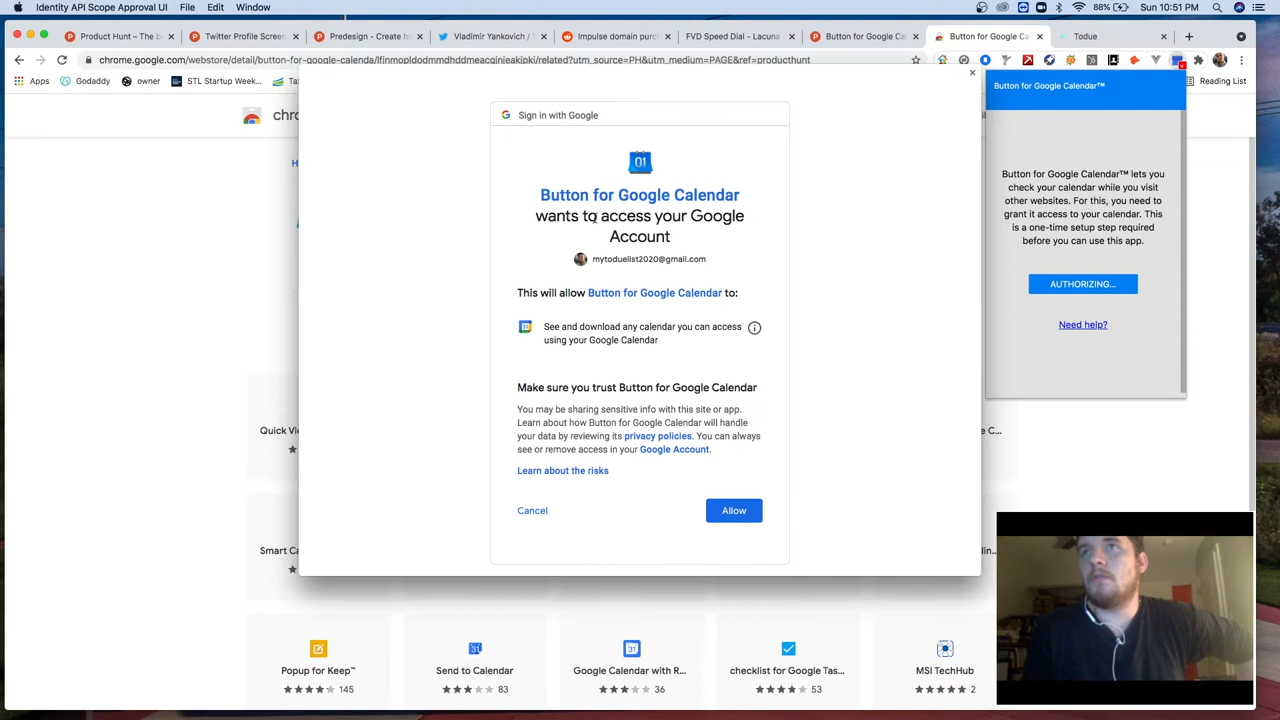 Identity API Scope Approval UI File Edit Window
88% Sun 10:51 PM
Product Hunt – The b
Twitter Profile Screen
Predesign - Create h
Vladimir Yankovich / T
Impulse domain purc
FVD Speed Dial - Lacuna
Button for Google Cal
Button for Google Cal
Todue
chrome.google.com/webstore/detail/button-for-google-calenda/lfjnmopldodmmdhddmeacgjnjeakjpki/related?utm_source=PH&utm_medium=PAGE&ref=producthunt
Apps
Godaddy
owner
STL Startup Week...
Reading List
Sign in with Google
01
Button for Google Calendar
wants to access your Google
Account
mytoduelist2020@gmail.com
This will allow Button for Google Calendar to:
31
See and download any calendar you can access
using your Google Calendar
Make sure you trust Button for Google Calendar
You may be sharing sensitive info with this site or app.
Learn about how Button for Google Calendar will handle
your data by reviewing its privacy policies. You can always
see or remove access in your Google Account.
Learn about the risks
Cancel
Allow
Button for Google Calendar™
Button for Google Calendar™ lets you
check your calendar while you visit
other websites. For this, you need to
grant it access to your calendar. This
is a one-time setup step required
before you can use this app.
AUTHORIZING...
Need help?
chr
H
Quick Vi
e C...
Smart Ca
Popup for Keep™
145
31
Send to Calendar
83
31
Google Calendar with R...
36
checklist for Google Tas...
53
MSI TechHub
2